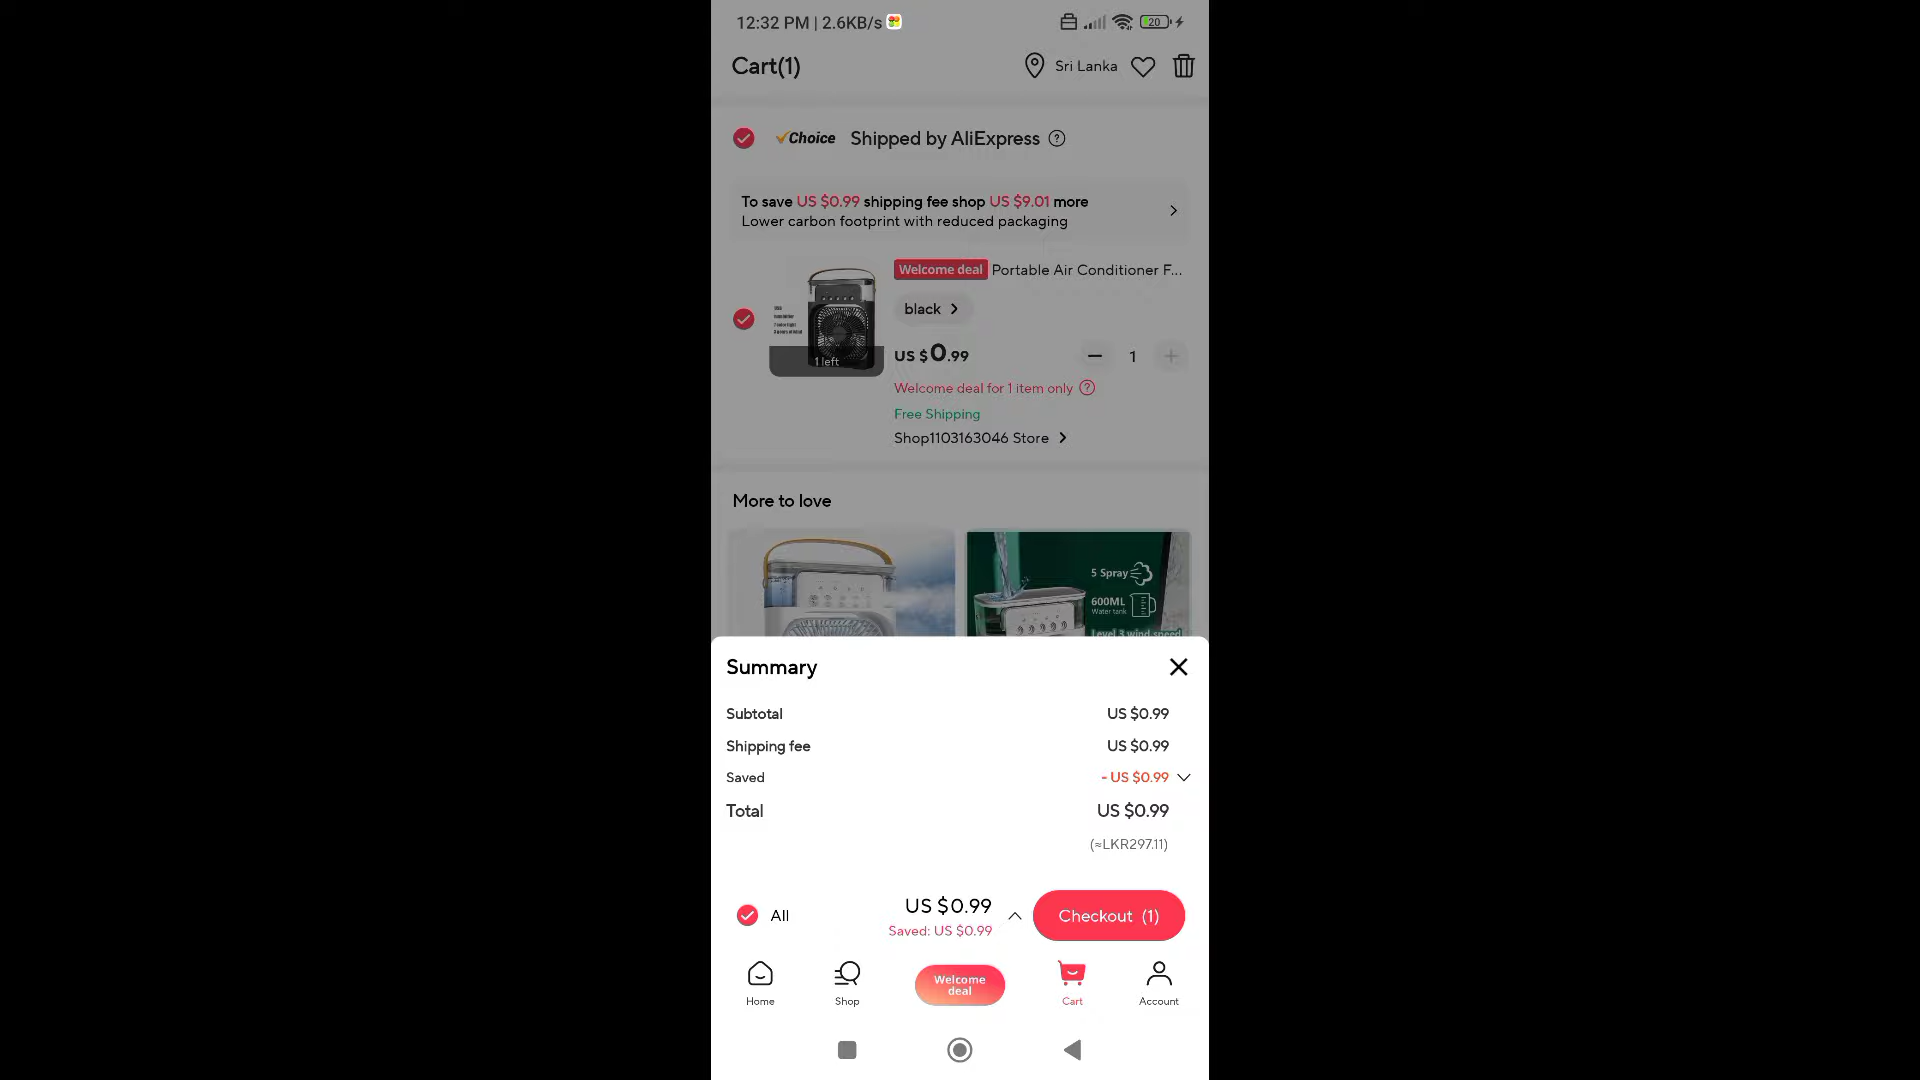 12:32 PM | 2.6KB/s
20
Cart(1)
Sri Lanka
Choice Shipped by AliExpress
To save US $0.99 shipping fee shop US $9.01 more
Lower carbon footprint with reduced packaging
Welcome deal Portable Air Conditioner F...
black
1 left
US $0.99
1
Welcome deal for 1 item only
Free Shipping
Shop1103163046 Store
More to love
5 Spray
600ML
Water tank
Level 3 wind speed
Summary
Subtotal US $0.99
Shipping fee US $0.99
Saved - US $0.99
Total US $0.99
(≈LKR297.11)
All
US $0.99
Saved: US $0.99
Checkout (1)
Home
Shop
Welcome
deal
Cart
Account